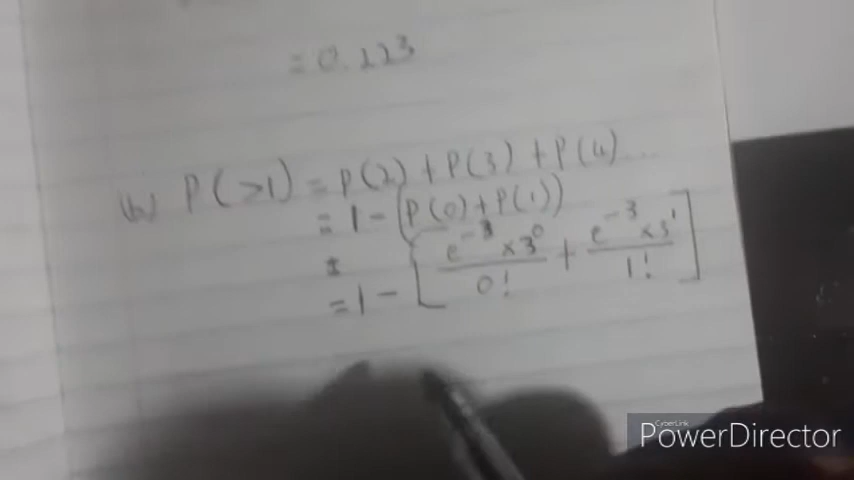 = 0.223
(b) P(>1) = P(2) + P(3) + P(4)...
= 1 - (P(0) + P(1))
= 1 - [e^-3 × 3^0 / 0! + e^-3 × 3^1 / 1!]
CyberLink
PowerDirector